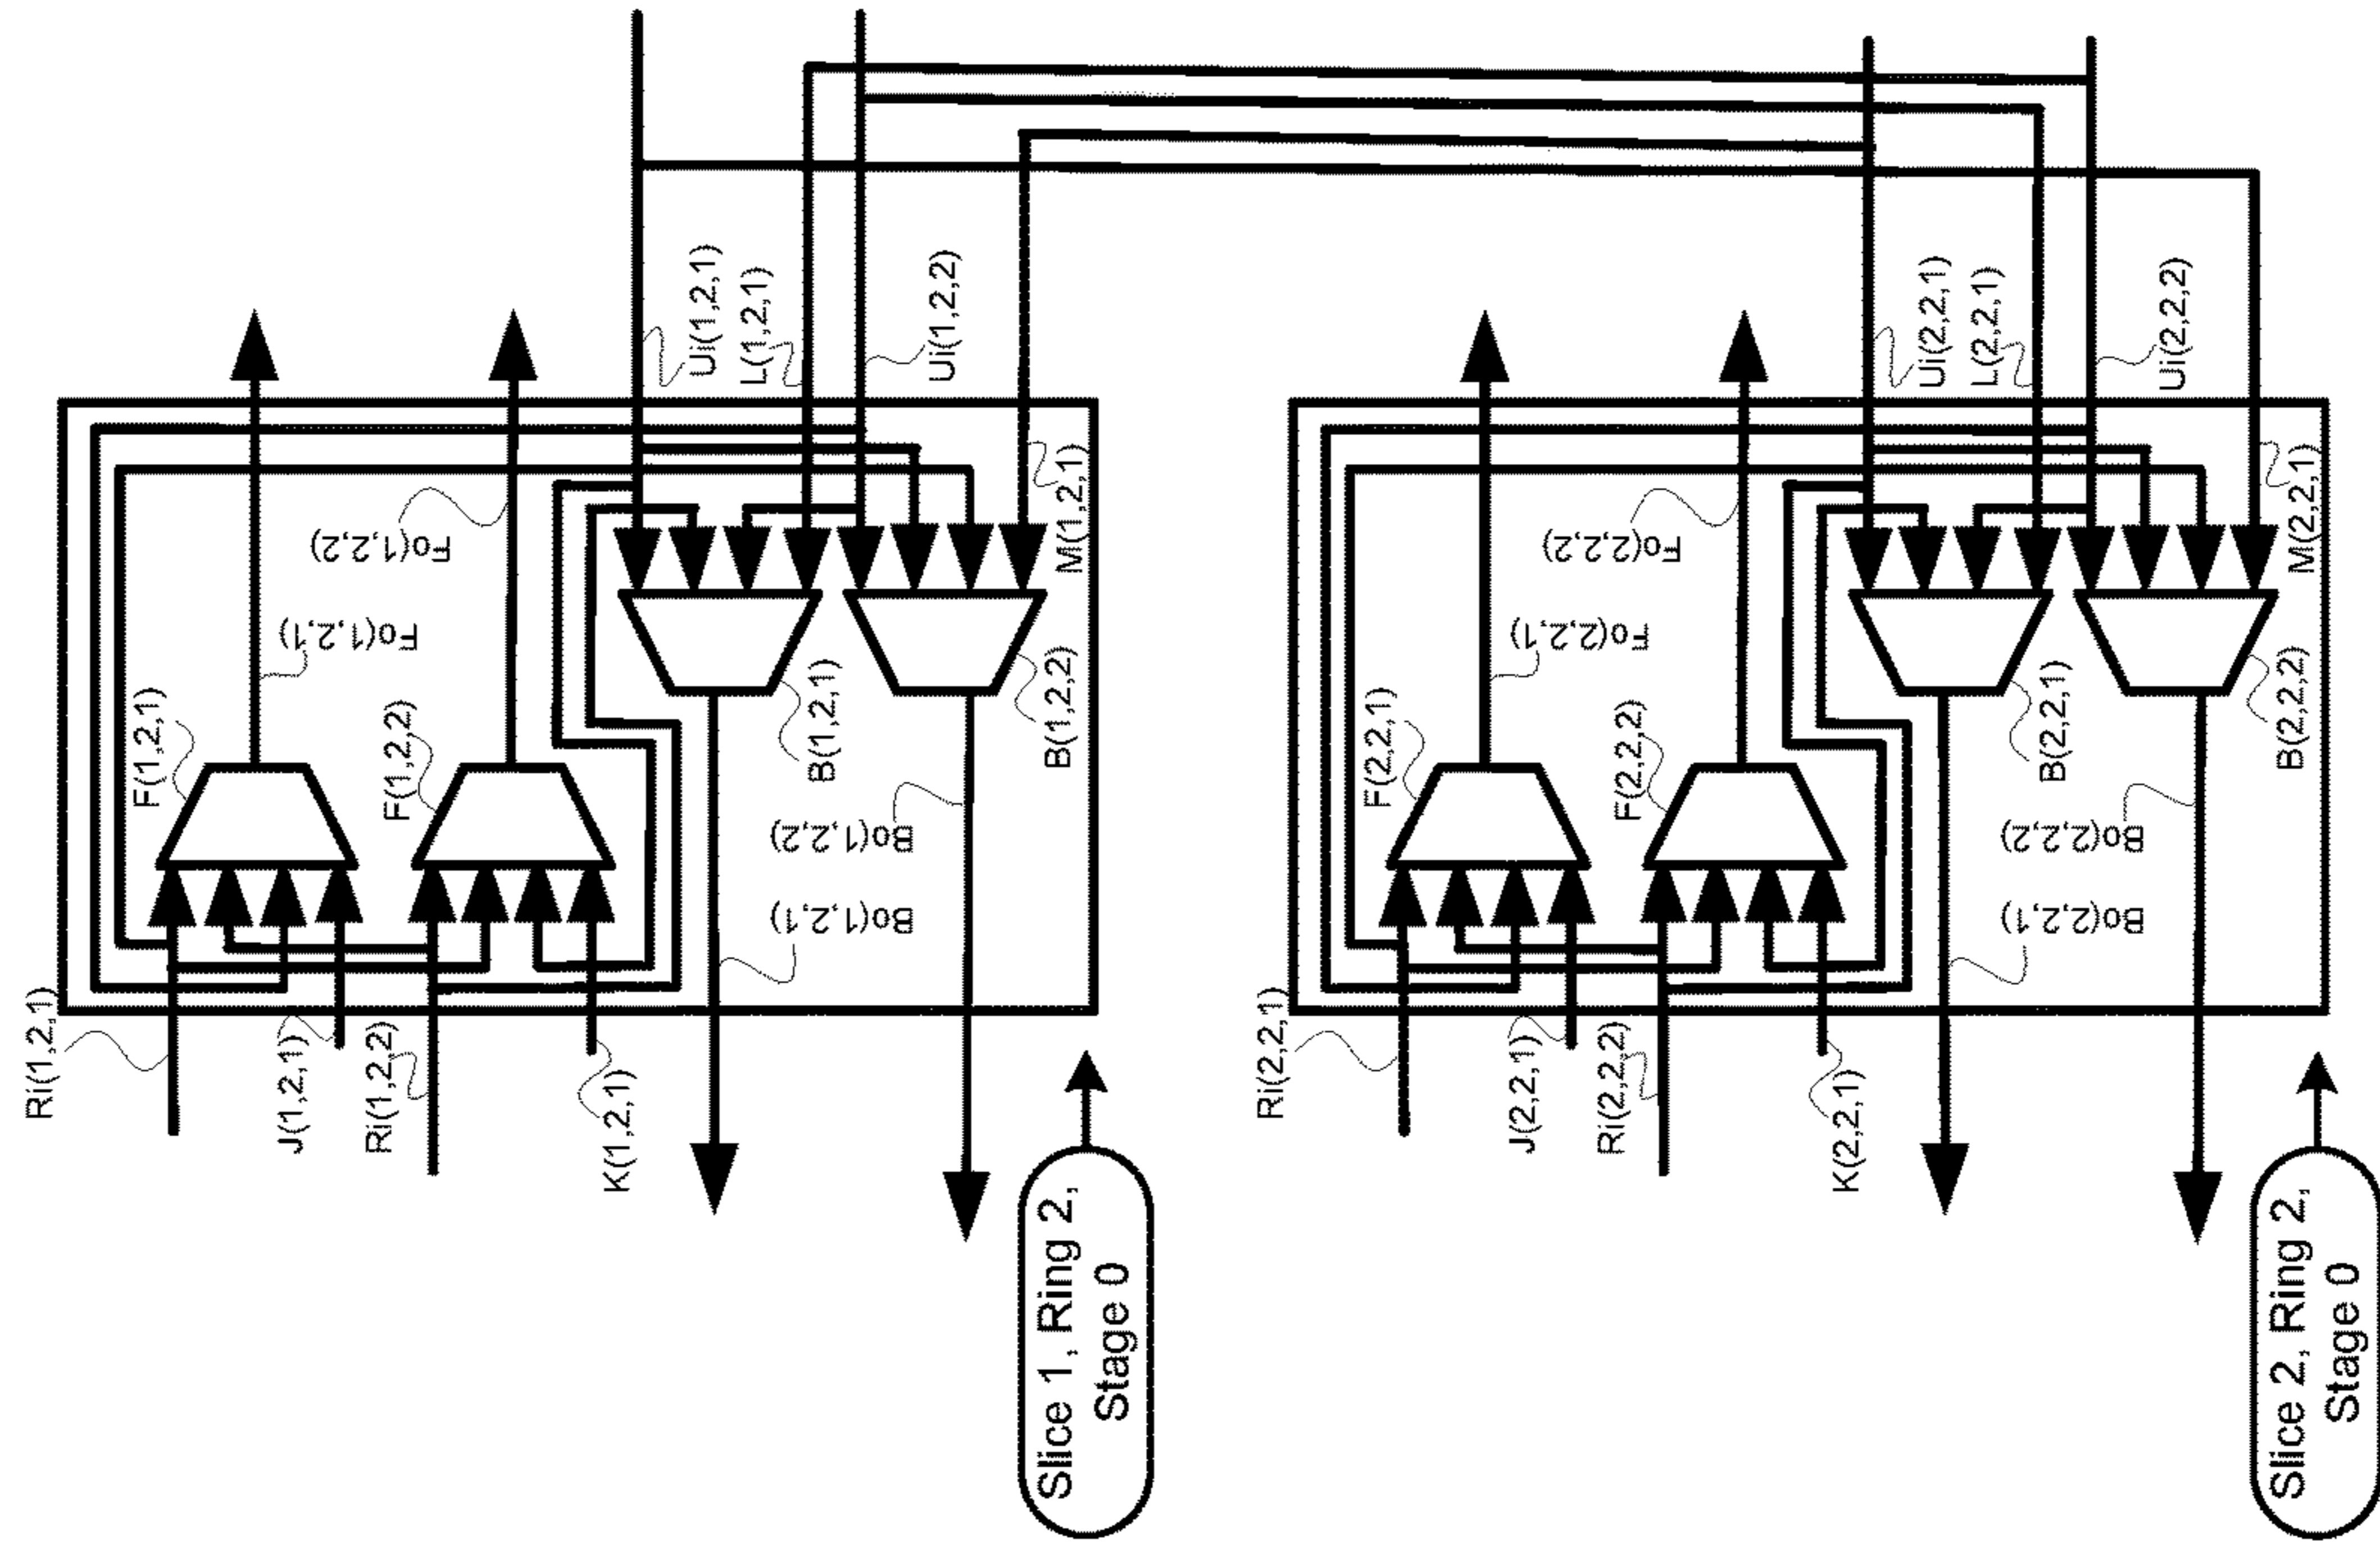 Ri(1,2,1)
J(1,2,1)
Ri(1,2,2)
K(1,2,1)
F(1,2,1)
F(1,2,2)
Fo(1,2,1)
Fo(1,2,2)
Bo(1,2,1)
Bo(1,2,2)
B(1,2,1)
B(1,2,2)
Ui(1,2,1)
L(1,2,1)
Ui(1,2,2)
M(1,2,1)
Slice 1, Ring 2,
Stage 0
Ri(2,2,1)
J(2,2,1)
Ri(2,2,2)
K(2,2,1)
F(2,2,1)
F(2,2,2)
Fo(2,2,1)
Fo(2,2,2)
Bo(2,2,1)
Bo(2,2,2)
B(2,2,1)
B(2,2,2)
Ui(2,2,1)
L(2,2,1)
Ui(2,2,2)
M(2,2,1)
Slice 2, Ring 2,
Stage 0